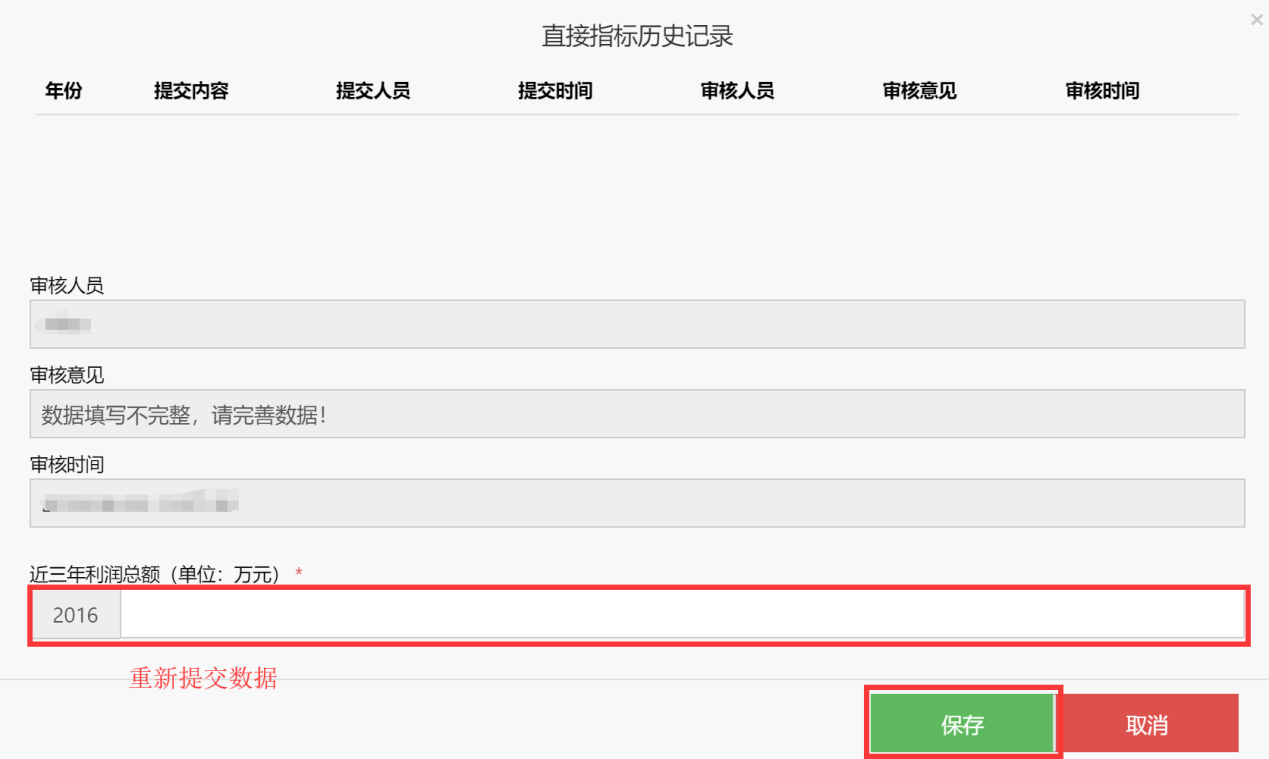 直接指标历史记录
×
年份 提交内容 提交人员 提交时间 审核人员 审核意见 审核时间
审核人员
审核意见
数据填写不完整，请完善数据！
审核时间
近三年利润总额（单位：万元） *
2016
重新提交数据
保存 取消